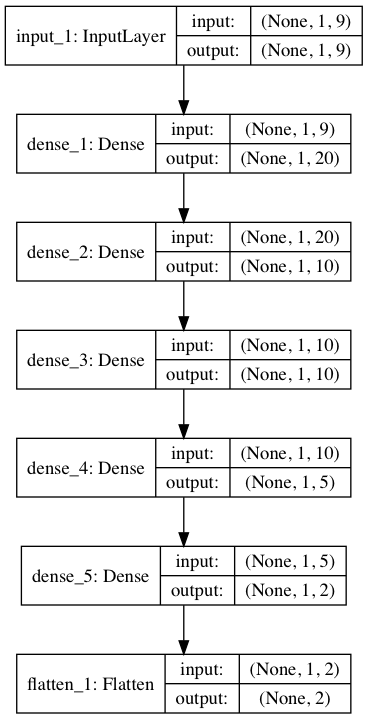 input_1: InputLayer input: (None, 1, 9)
output: (None, 1, 9)
dense_1: Dense input: (None, 1, 9)
output: (None, 1, 20)
dense_2: Dense input: (None, 1, 20)
output: (None, 1, 10)
dense_3: Dense input: (None, 1, 10)
output: (None, 1, 10)
dense_4: Dense input: (None, 1, 10)
output: (None, 1, 5)
dense_5: Dense input: (None, 1, 5)
output: (None, 1, 2)
flatten_1: Flatten input: (None, 1, 2)
output: (None, 2)